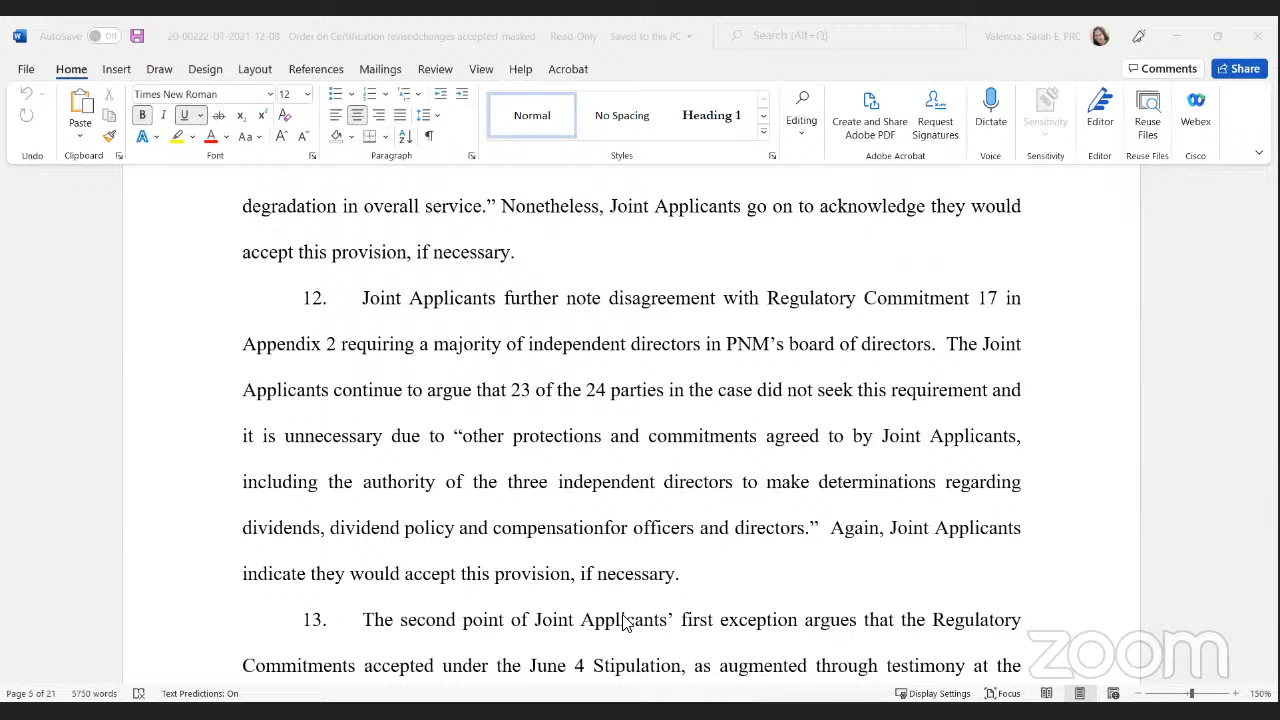 AutoSave Off 20-00222-UT-2021 12-08 Order on Certification revisedchanges accepted masked Read-Only Saved to this PC Search (Alt+Q) Valencia, Sarah E, PRC
File Home Insert Draw Design Layout References Mailings Review View Help Acrobat Comments Share
Times New Roman 12
Paste
Normal No Spacing Heading 1
Editing
Create and Share Adobe PDF
Request Signatures
Dictate
Sensitivity
Editor
Reuse Files
Webex
Undo Clipboard Font Paragraph Styles Adobe Acrobat Voice Sensitivity Editor Reuse Files Cisco
degradation in overall service.” Nonetheless, Joint Applicants go on to acknowledge they would
accept this provision, if necessary.
12. Joint Applicants further note disagreement with Regulatory Commitment 17 in
Appendix 2 requiring a majority of independent directors in PNM’s board of directors. The Joint
Applicants continue to argue that 23 of the 24 parties in the case did not seek this requirement and
it is unnecessary due to “other protections and commitments agreed to by Joint Applicants,
including the authority of the three independent directors to make determinations regarding
dividends, dividend policy and compensationfor officers and directors.” Again, Joint Applicants
indicate they would accept this provision, if necessary.
13. The second point of Joint Applicants’ first exception argues that the Regulatory
Commitments accepted under the June 4 Stipulation, as augmented through testimony at the
zoom
Page 5 of 21 5750 words Text Predictions: On Display Settings Focus 150%